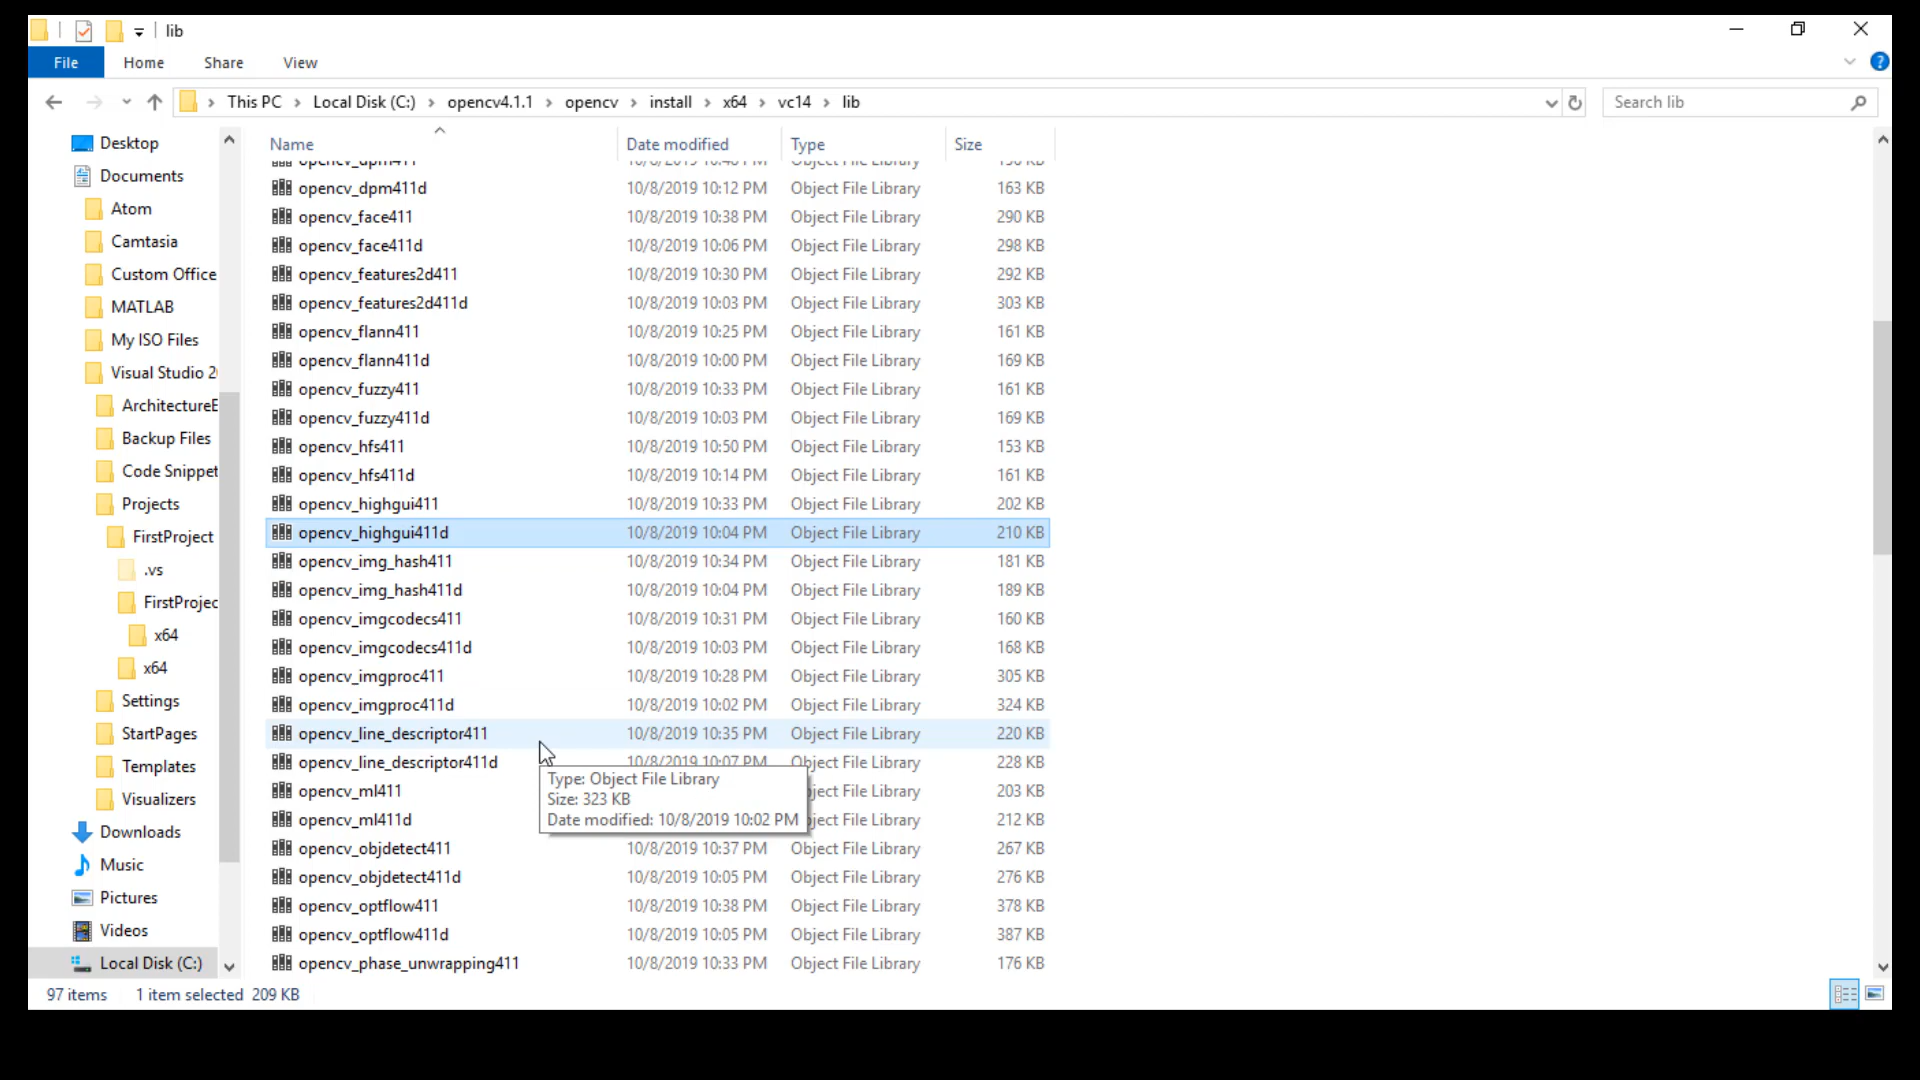 lib
File Home Share View
This PC Local Disk (C:) opencv4.1.1 opencv install x64 vc14 lib
Search lib
Desktop
Documents
Atom
Camtasia
Custom Office
MATLAB
My ISO Files
Visual Studio 2
ArchitectureE
Backup Files
Code Snippet
Projects
FirstProject
.vs
FirstProjec
x64
x64
Settings
StartPages
Templates
Visualizers
Downloads
Music
Pictures
Videos
Local Disk (C:)
Name Date modified Type Size
opencv_dpm411d 10/8/2019 10:12 PM Object File Library 163 KB
opencv_face411 10/8/2019 10:38 PM Object File Library 290 KB
opencv_face411d 10/8/2019 10:06 PM Object File Library 298 KB
opencv_features2d411 10/8/2019 10:30 PM Object File Library 292 KB
opencv_features2d411d 10/8/2019 10:03 PM Object File Library 303 KB
opencv_flann411 10/8/2019 10:25 PM Object File Library 161 KB
opencv_flann411d 10/8/2019 10:00 PM Object File Library 169 KB
opencv_fuzzy411 10/8/2019 10:33 PM Object File Library 161 KB
opencv_fuzzy411d 10/8/2019 10:03 PM Object File Library 169 KB
opencv_hfs411 10/8/2019 10:50 PM Object File Library 153 KB
opencv_hfs411d 10/8/2019 10:14 PM Object File Library 161 KB
opencv_highgui411 10/8/2019 10:33 PM Object File Library 202 KB
opencv_highgui411d 10/8/2019 10:04 PM Object File Library 210 KB
opencv_img_hash411 10/8/2019 10:34 PM Object File Library 181 KB
opencv_img_hash411d 10/8/2019 10:04 PM Object File Library 189 KB
opencv_imgcodecs411 10/8/2019 10:31 PM Object File Library 160 KB
opencv_imgcodecs411d 10/8/2019 10:03 PM Object File Library 168 KB
opencv_imgproc411 10/8/2019 10:28 PM Object File Library 305 KB
opencv_imgproc411d 10/8/2019 10:02 PM Object File Library 324 KB
opencv_line_descriptor411 10/8/2019 10:35 PM Object File Library 220 KB
opencv_line_descriptor411d 10/8/2019 10:07 PM Object File Library 228 KB
opencv_ml411 ject File Library 203 KB
opencv_ml411d ject File Library 212 KB
Type: Object File Library
Size: 323 KB
Date modified: 10/8/2019 10:02 PM
opencv_objdetect411 10/8/2019 10:37 PM Object File Library 267 KB
opencv_objdetect411d 10/8/2019 10:05 PM Object File Library 276 KB
opencv_optflow411 10/8/2019 10:38 PM Object File Library 378 KB
opencv_optflow411d 10/8/2019 10:05 PM Object File Library 387 KB
opencv_phase_unwrapping411 10/8/2019 10:33 PM Object File Library 176 KB
97 items 1 item selected 209 KB